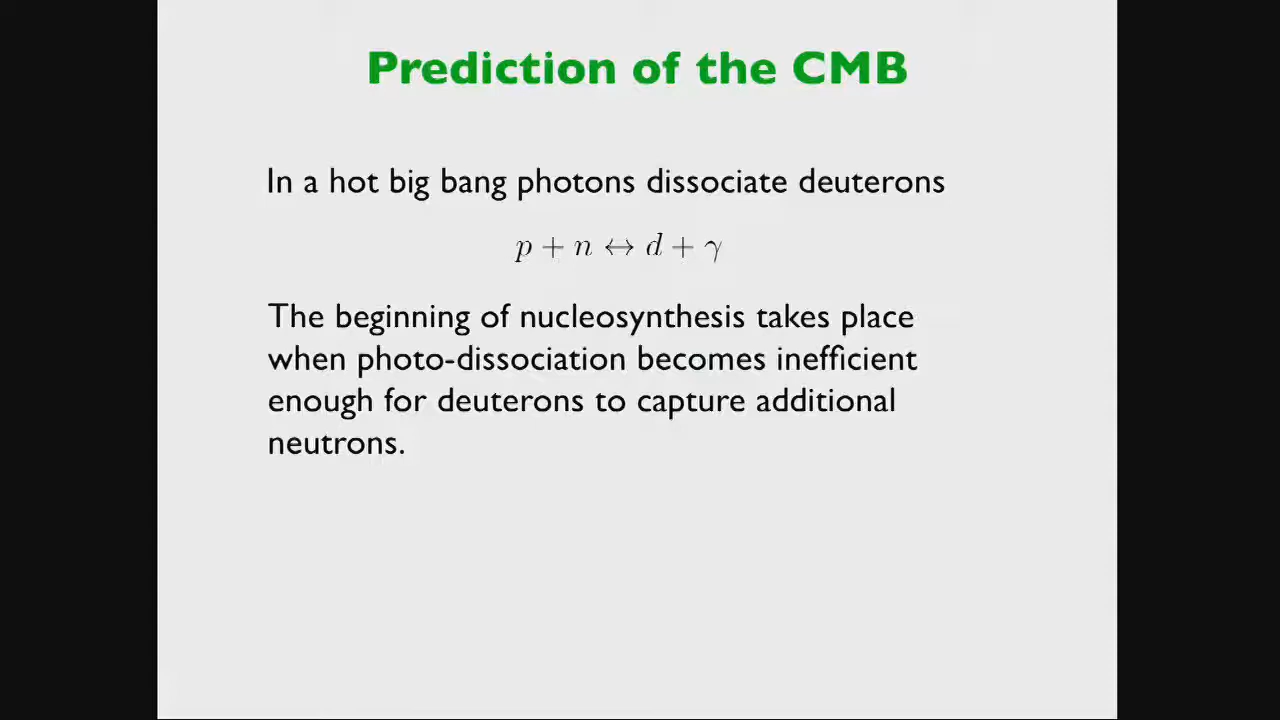 Prediction of the CMB
In a hot big bang photons dissociate deuterons
p + n ↔ d + γ
The beginning of nucleosynthesis takes place
when photo-dissociation becomes inefficient
enough for deuterons to capture additional
neutrons.